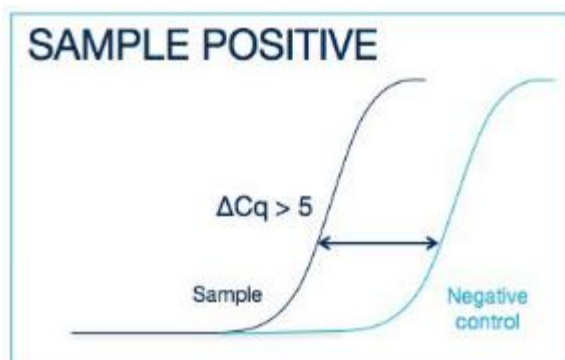 SAMPLE POSITIVE
ΔCq > 5
Sample
Negative
control